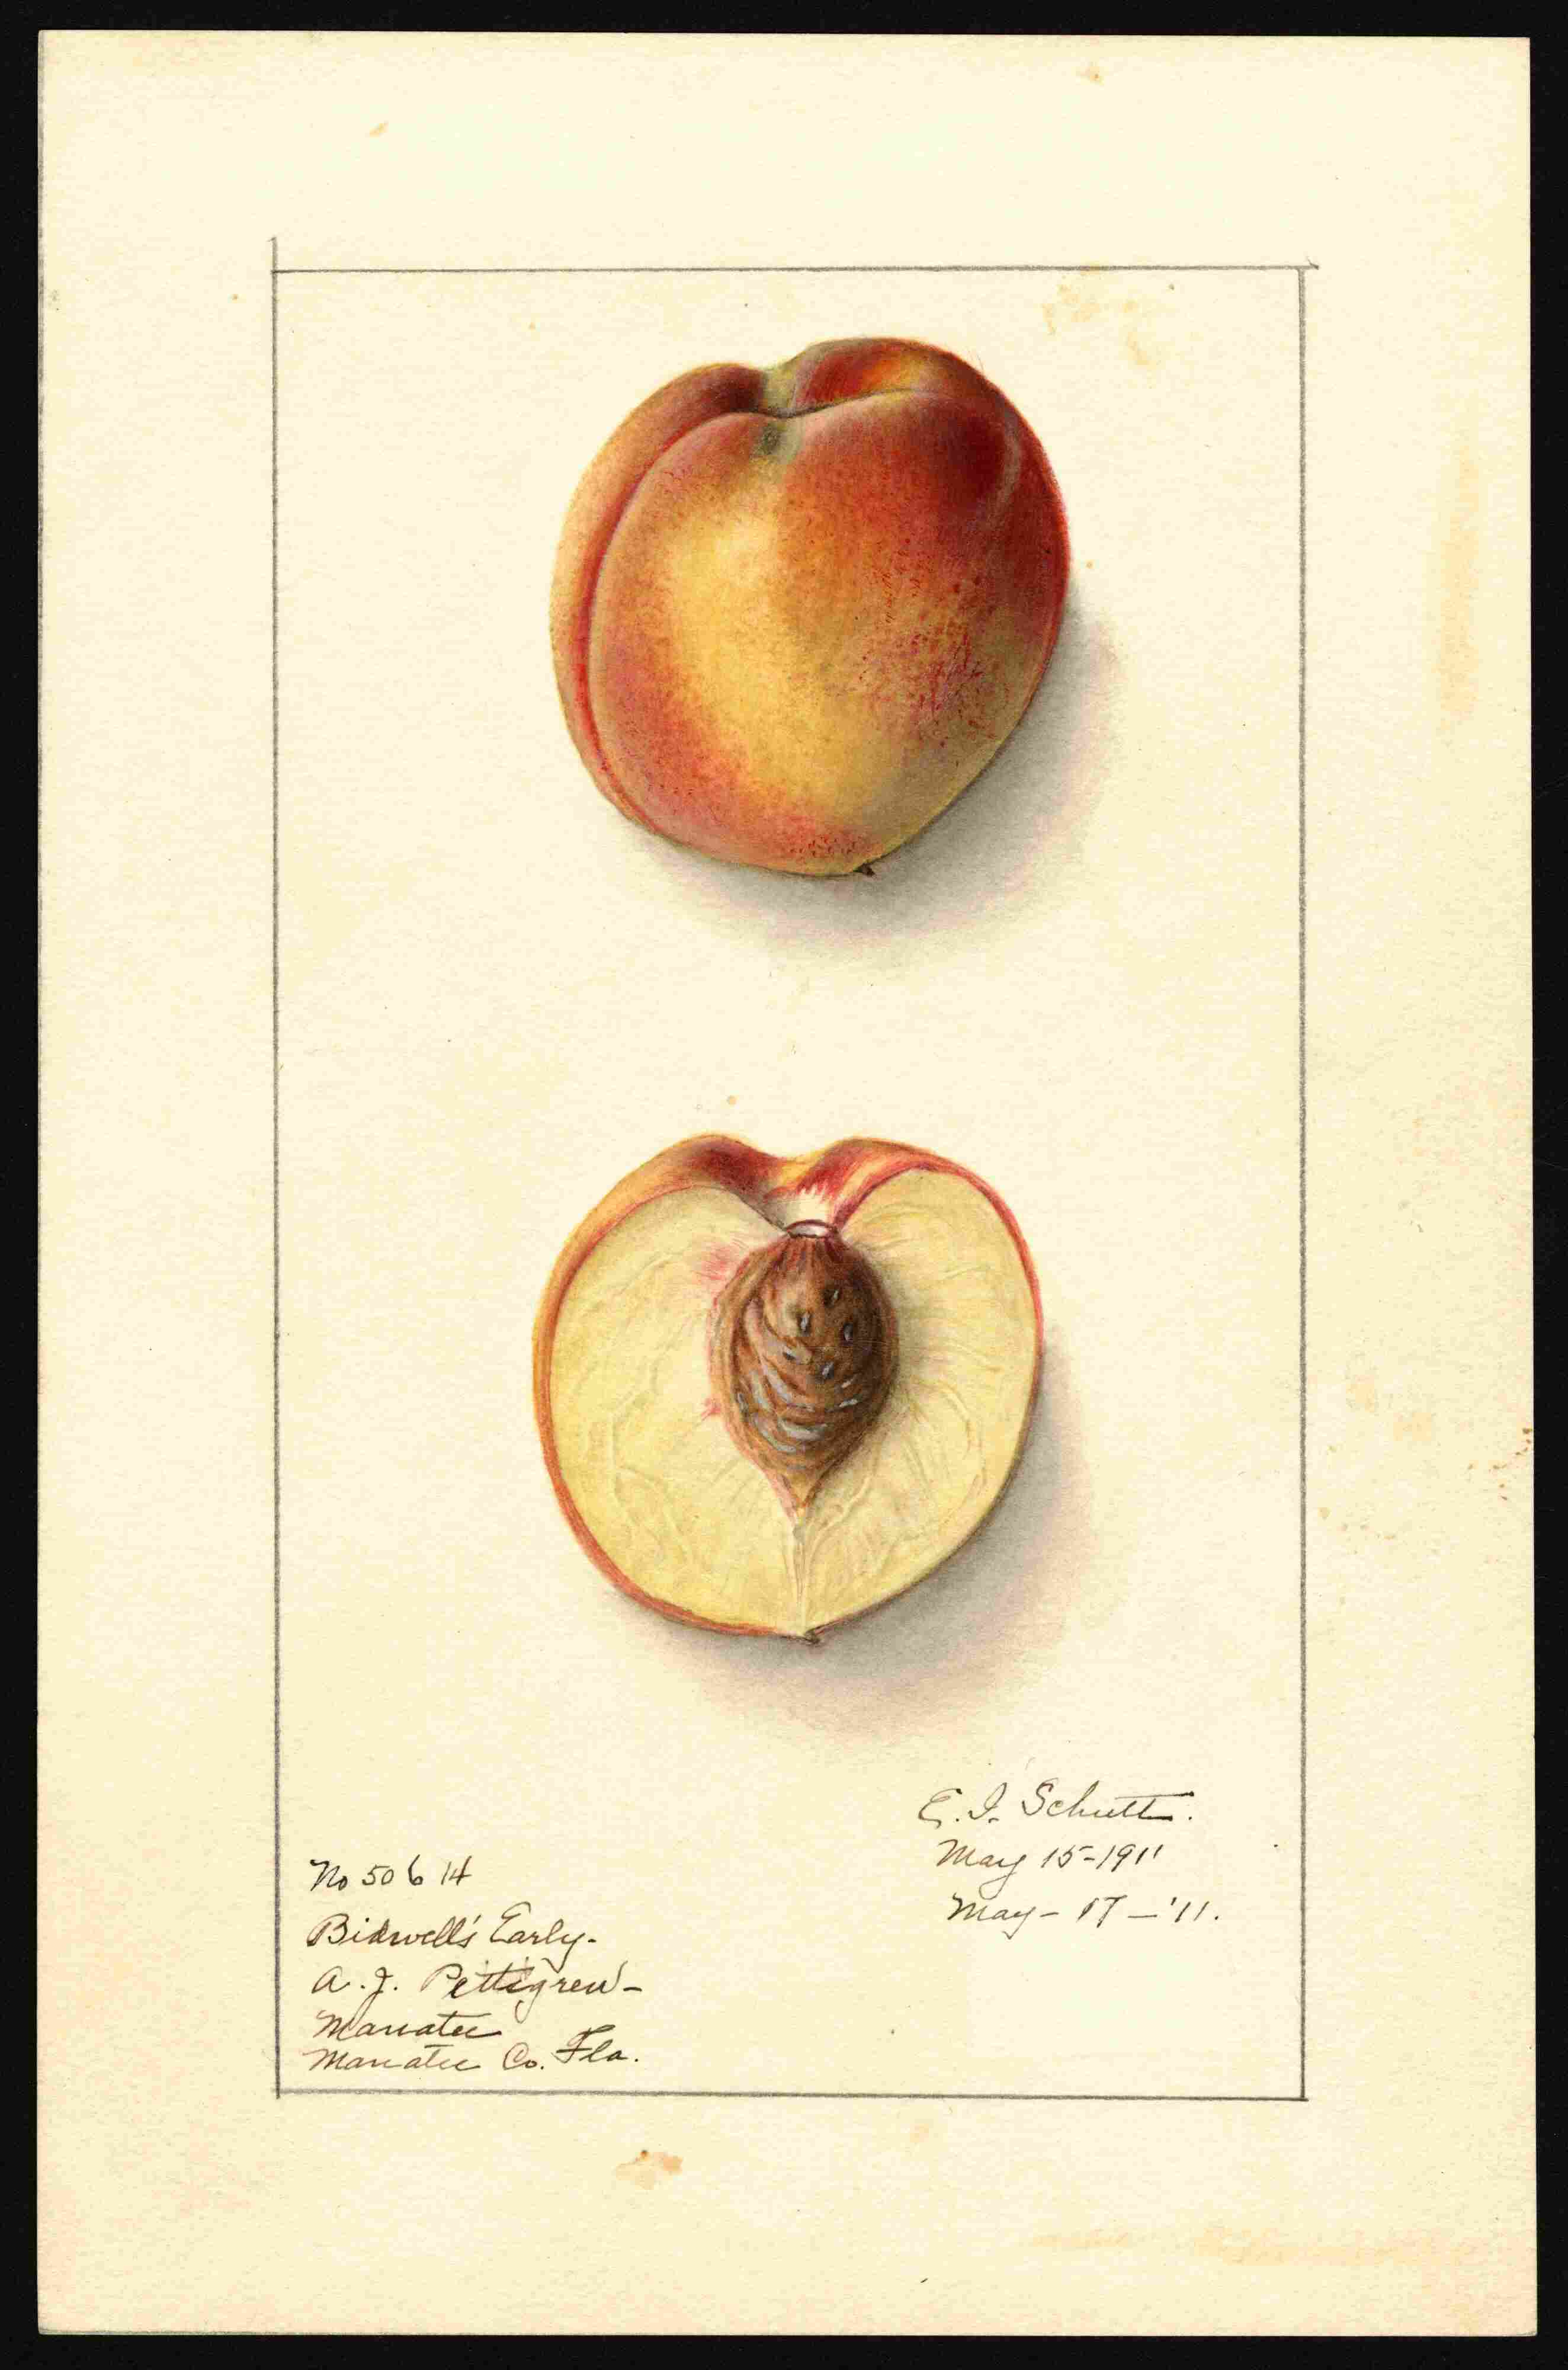 E. I. Schutt.
May 15-1911
May - 17 - '11.
No 50614
Bidwell's Early-
A. J. Pettigrew-
Manatee
Manatee Co. Fla.